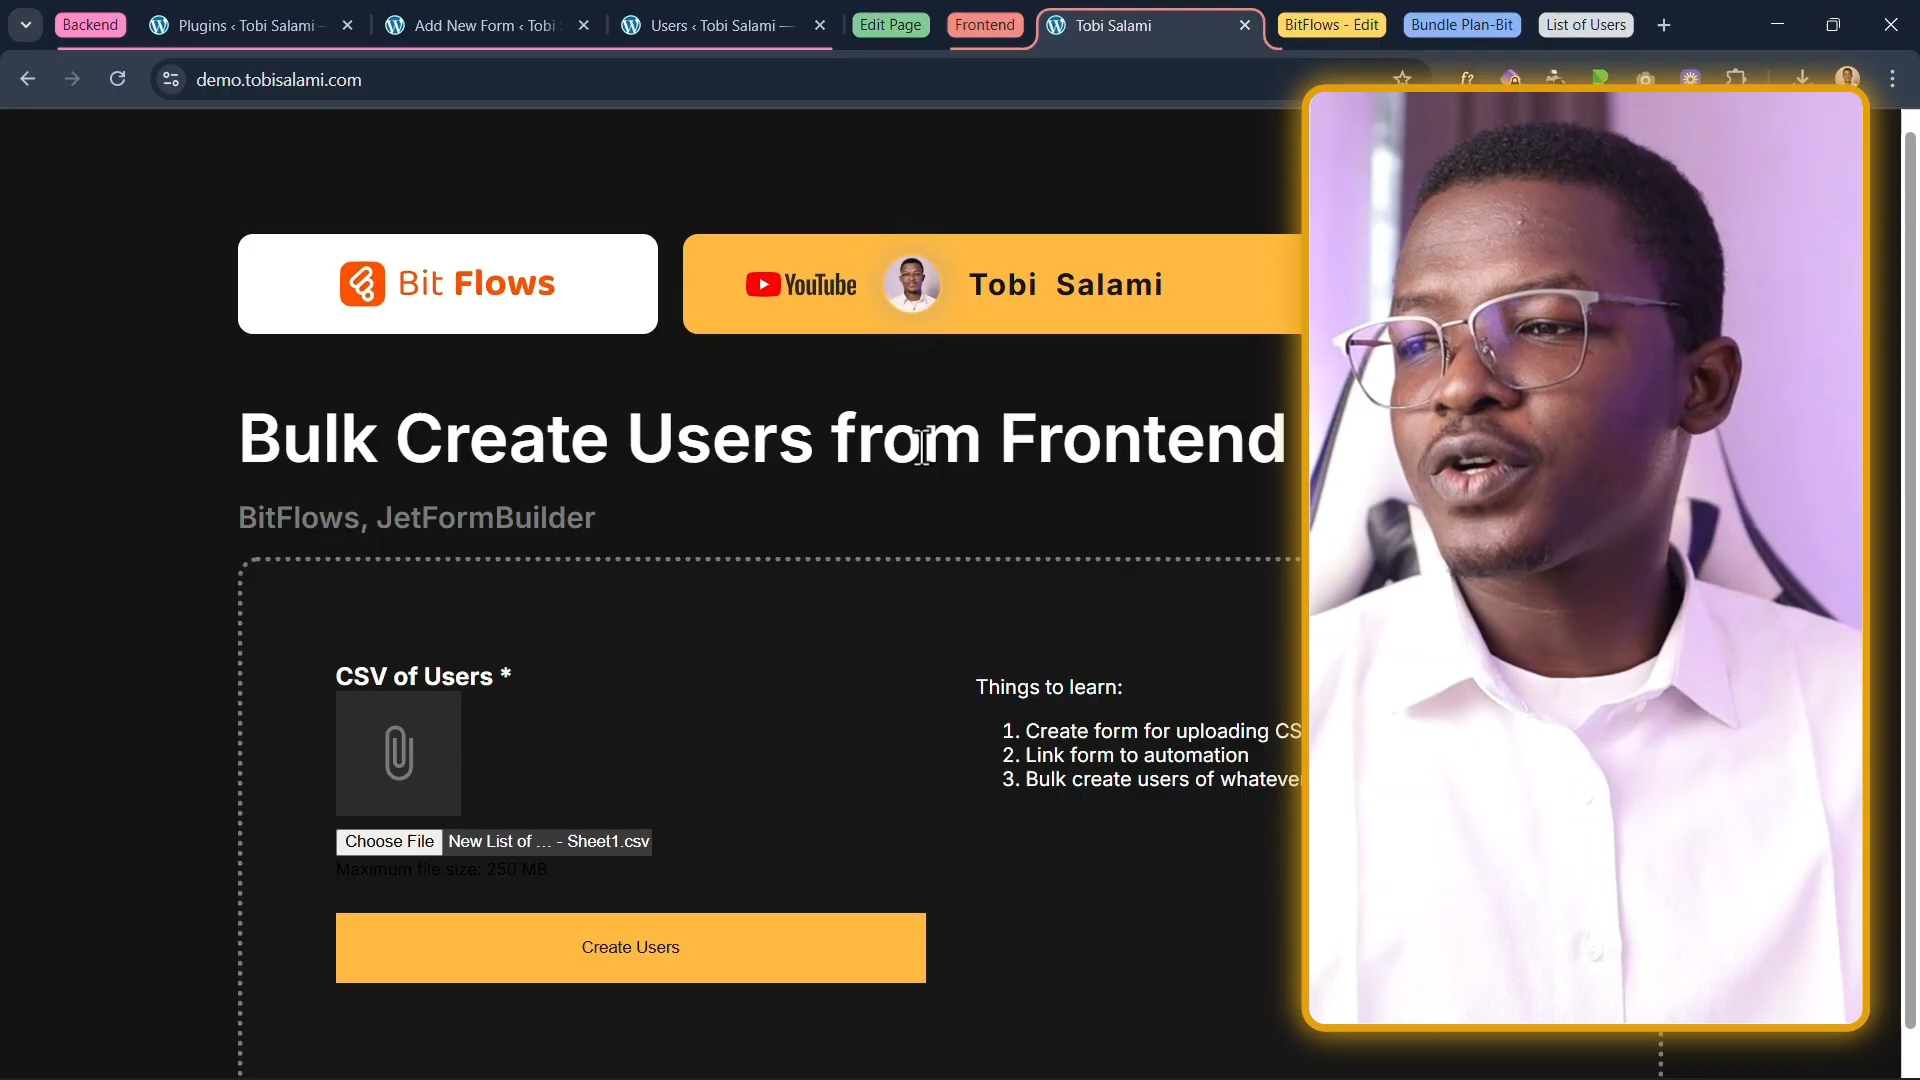 Backend
Plugins ‹ Tobi Salami –
Add New Form ‹ Tobi
Users ‹ Tobi Salami —
Edit Page
Frontend
Tobi Salami
BitFlows - Edit
Bundle Plan-Bit
List of Users
demo.tobisalami.com
f?
Bit Flows
YouTube
Tobi Salami
Bulk Create Users from Frontend
BitFlows, JetFormBuilder
CSV of Users *
Choose File New List of ... - Sheet1.csv
Maximum file size: 250 MB
Create Users
Things to learn:
1. Create form for uploading CS
2. Link form to automation
3. Bulk create users of whatever